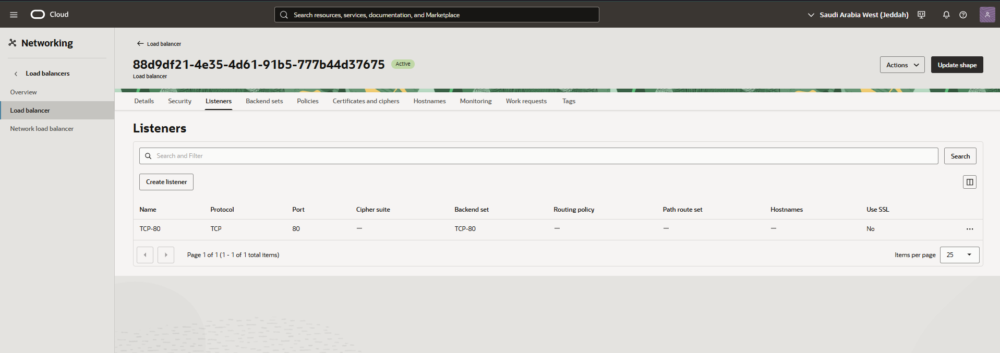 Cloud
Search resources, services, documentation, and Marketplace
Saudi Arabia West (Jeddah)
Networking
Load balancers
Overview
Load balancer
Network load balancer
Load balancer
88d9df21-4e35-4d61-91b5-777b44d37675 Active
Load balancer
Actions
Update shape
Details Security Listeners Backend sets Policies Certificates and ciphers Hostnames Monitoring Work requests Tags
Listeners
Search and Filter
Search
Create listener
Name Protocol Port Cipher suite Backend set Routing policy Path route set Hostnames Use SSL
TCP-80 TCP 80 — TCP-80 — — — No
Page 1 of 1 (1 - 1 of 1 total items)
Items per page 25